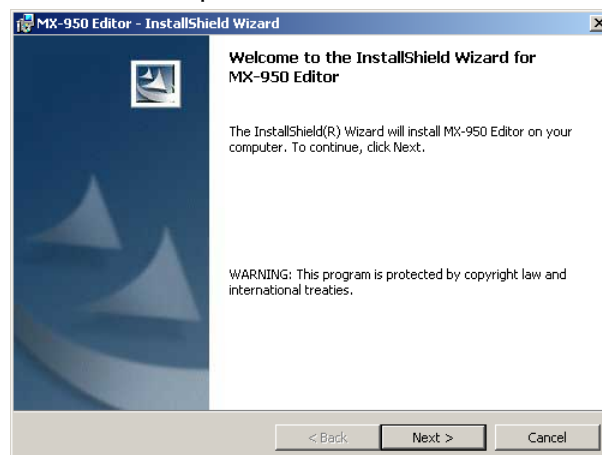 MX-950 Editor - InstallShield Wizard
Welcome to the InstallShield Wizard for
MX-950 Editor
The InstallShield(R) Wizard will install MX-950 Editor on your
computer. To continue, click Next.
WARNING: This program is protected by copyright law and
international treaties.
< Back Next > Cancel